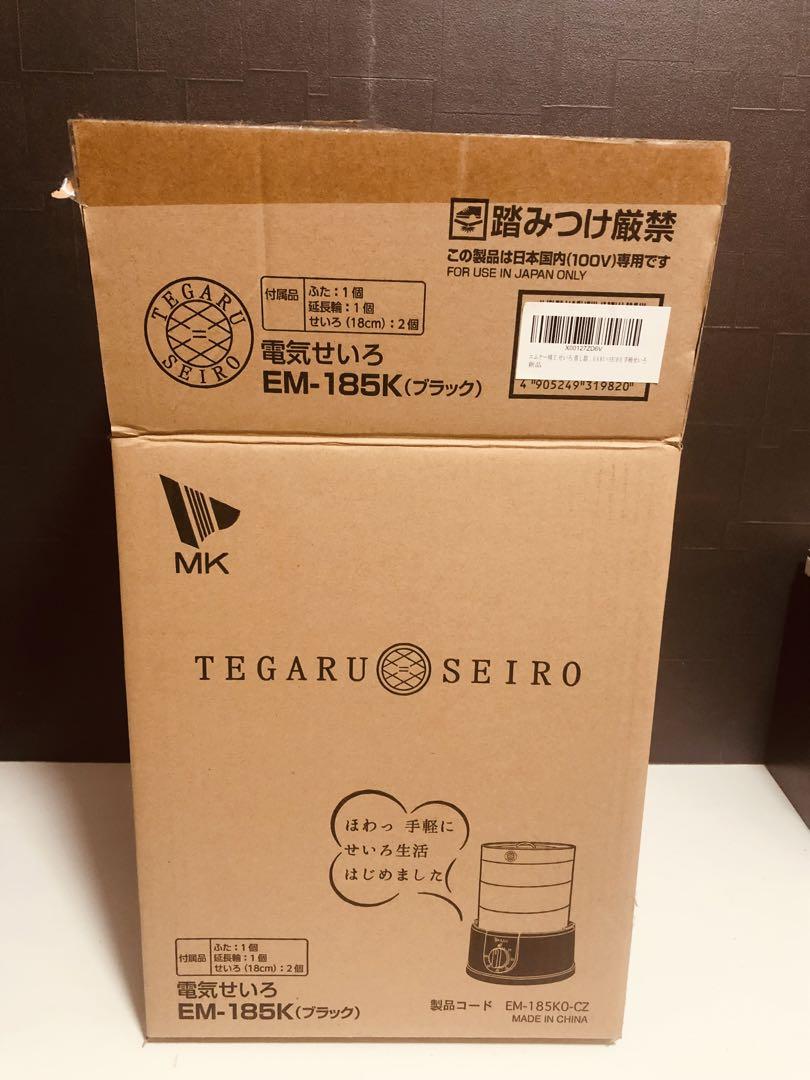 踏みつけ厳禁
この製品は日本国内(100V)専用です
FOR USE IN JAPAN ONLY
TEGARU
SEIRO
付属品
ふた：1個
延長輪：1個
せいろ(18cm)：2個
電気せいろ
EM-185K(ブラック)
X00127ZD6V
新品
4 "905249"319820"
MK
TEGARU SEIRO
ほわっ 手軽に
せいろ生活
はじめました
付属品
ふた：1個
延長輪：1個
せいろ(18cm)：2個
電気せいろ
EM-185K(ブラック)
製品コード EM-185K0-CZ
MADE IN CHINA